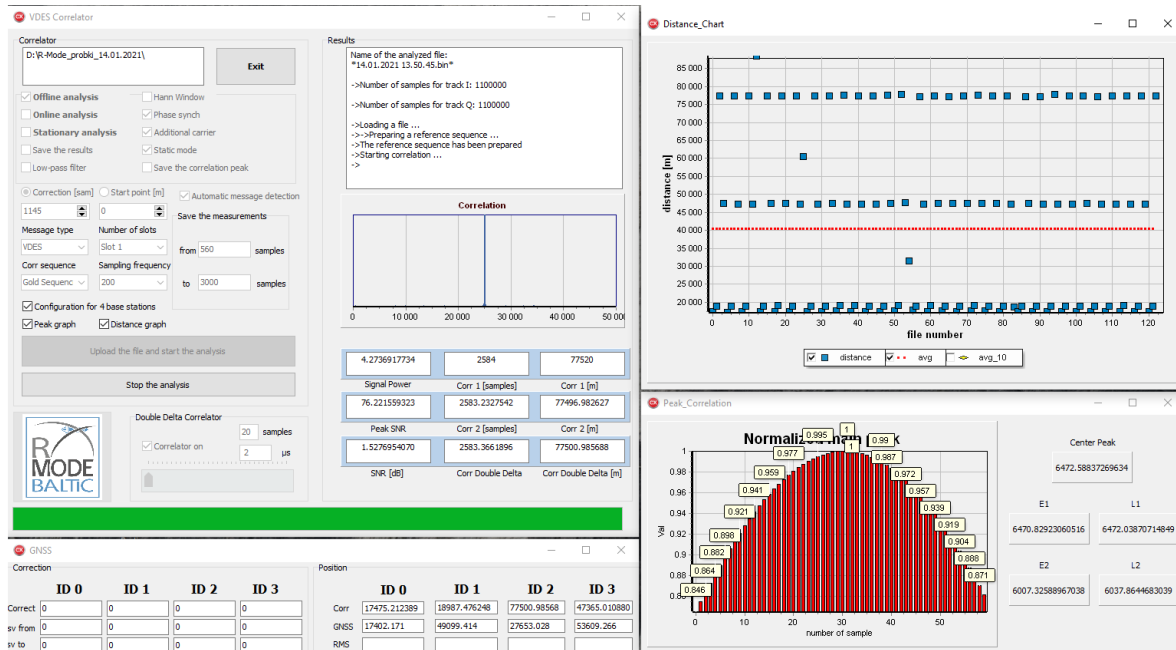 VDES Correlator
Correlator
D:\R-Mode_probki_14.01.2021\
Exit
Offline analysis
Hann Window
Online analysis
Phase synch
Stationary analysis
Additional carrier
Save the results
Static mode
Low-pass filter
Save the correlation peak
Correction [sam]
Start point [m]
Automatic message detection
1145
0
Save the measurements
Message type
Number of slots
VDES
Slot 1
from 560 samples
Corr sequence
Sampling frequency
Gold Sequenc
200
to 3000 samples
Configuration for 4 base stations
Peak graph
Distance graph
Upload the file and start the analysis
Stop the analysis
R
MODE
BALTIC
Double Delta Correlator
20 samples
Correlator on
2 µs
Results
Name of the analyzed file:
"14.01.2021 13.50.45.bin"
->Number of samples for track I: 1100000
->Number of samples for track Q: 1100000
->Loading a file ...
->->Preparing a reference sequence ...
->The reference sequence has been prepared
->Starting correlation ...
->
Correlation
0 10 000 20 000 30 000 40 000 50 000
4.2736917734 2584 77520
Signal Power Corr 1 [samples] Corr 1 [m]
76.221559323 2583.2327542 77496.982627
Peak SNR Corr 2 [samples] Corr 2 [m]
1.5276954070 2583.3661896 77500.985688
SNR [dB] Corr Double Delta Corr Double Delta [m]
GNSS
Correction
ID 0 ID 1 ID 2 ID 3
Correct 0 0 0 0
sv from 0 0 0 0
sv to 0 0 0 0
Position
ID 0 ID 1 ID 2 ID 3
Corr 17475.212389 18987.476248 77500.98568 47365.010880
GNSS 17402.171 49099.414 27653.028 53609.266
RMS
Distance_Chart
85 000
80 000
75 000
70 000
65 000
60 000
55 000
50 000
45 000
40 000
35 000
30 000
25 000
20 000
distance [m]
0 10 20 30 40 50 60 70 80 90 100 110 120
file number
distance avg avg_10
Peak_Correlation
Normalized main peak
1
0.98
0.96
0.94
0.92
0.9
0.88
Val
0.846
0.864
0.882
0.898
0.921
0.941
0.959
0.977
0.995
1
1
0.99
0.987
0.972
0.957
0.939
0.919
0.904
0.888
0.871
0 10 20 30 40 50
number of sample
Center Peak
6472.58837269634
E1 L1
6470.82923060516 6472.03870714849
E2 L2
6007.32588967038 6037.8644683039